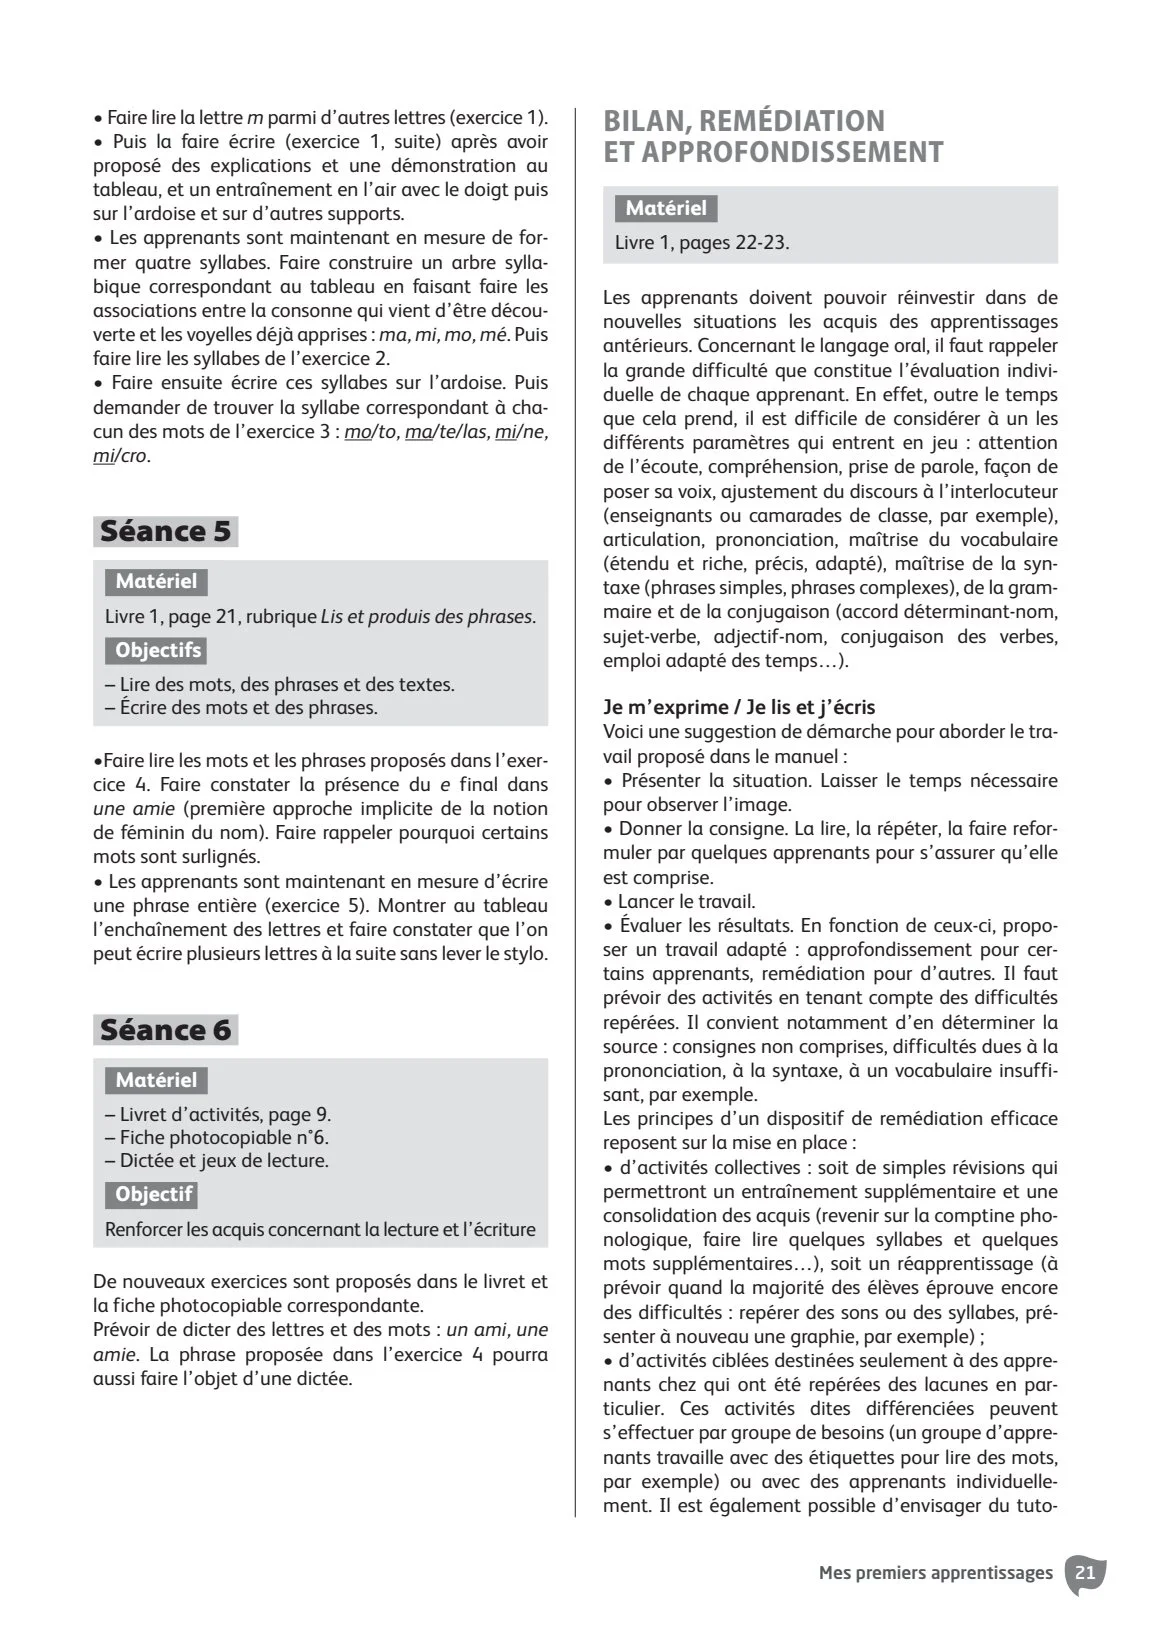 • Faire lire la lettre m parmi d'autres lettres (exercice 1).
• Puis la faire écrire (exercice 1, suite) après avoir
proposé des explications et une démonstration au
tableau, et un entraînement en l'air avec le doigt puis
sur l'ardoise et sur d'autres supports.
• Les apprenants sont maintenant en mesure de for-
mer quatre syllabes. Faire construire un arbre sylla-
bique correspondant au tableau en faisant faire les
associations entre la consonne qui vient d'être décou-
verte et les voyelles déjà apprises : ma, mi, mo, mé. Puis
faire lire les syllabes de l'exercice 2.
• Faire ensuite écrire ces syllabes sur l'ardoise. Puis
demander de trouver la syllabe correspondant à cha-
cun des mots de l'exercice 3 : mo/to, ma/te/las, mi/ne,
mi/cro.
Séance 5
Matériel
Livre 1, page 21, rubrique Lis et produis des phrases.
Objectifs
– Lire des mots, des phrases et des textes.
– Écrire des mots et des phrases.
•Faire lire les mots et les phrases proposés dans l'exer-
cice 4. Faire constater la présence du e final dans
une amie (première approche implicite de la notion
de féminin du nom). Faire rappeler pourquoi certains
mots sont surlignés.
• Les apprenants sont maintenant en mesure d'écrire
une phrase entière (exercice 5). Montrer au tableau
l'enchaînement des lettres et faire constater que l'on
peut écrire plusieurs lettres à la suite sans lever le stylo.
Séance 6
Matériel
– Livret d'activités, page 9.
– Fiche photocopiable n°6.
– Dictée et jeux de lecture.
Objectif
Renforcer les acquis concernant la lecture et l'écriture
De nouveaux exercices sont proposés dans le livret et
la fiche photocopiable correspondante.
Prévoir de dicter des lettres et des mots : un ami, une
amie. La phrase proposée dans l'exercice 4 pourra
aussi faire l'objet d'une dictée.
BILAN, REMÉDIATION
ET APPROFONDISSEMENT
Matériel
Livre 1, pages 22-23.
Les apprenants doivent pouvoir réinvestir dans de
nouvelles situations les acquis des apprentissages
antérieurs. Concernant le langage oral, il faut rappeler
la grande difficulté que constitue l'évaluation indivi-
duelle de chaque apprenant. En effet, outre le temps
que cela prend, il est difficile de considérer à un les
différents paramètres qui entrent en jeu : attention
de l'écoute, compréhension, prise de parole, façon de
poser sa voix, ajustement du discours à l'interlocuteur
(enseignants ou camarades de classe, par exemple),
articulation, prononciation, maîtrise du vocabulaire
(étendu et riche, précis, adapté), maîtrise de la syn-
taxe (phrases simples, phrases complexes), de la gram-
maire et de la conjugaison (accord déterminant-nom,
sujet-verbe, adjectif-nom, conjugaison des verbes,
emploi adapté des temps…).
Je m'exprime / Je lis et j'écris
Voici une suggestion de démarche pour aborder le tra-
vail proposé dans le manuel :
• Présenter la situation. Laisser le temps nécessaire
pour observer l'image.
• Donner la consigne. La lire, la répéter, la faire refor-
muler par quelques apprenants pour s'assurer qu'elle
est comprise.
• Lancer le travail.
• Évaluer les résultats. En fonction de ceux-ci, propo-
ser un travail adapté : approfondissement pour cer-
tains apprenants, remédiation pour d'autres. Il faut
prévoir des activités en tenant compte des difficultés
repérées. Il convient notamment d'en déterminer la
source : consignes non comprises, difficultés dues à la
prononciation, à la syntaxe, à un vocabulaire insuffi-
sant, par exemple.
Les principes d'un dispositif de remédiation efficace
reposent sur la mise en place :
• d'activités collectives : soit de simples révisions qui
permettront un entraînement supplémentaire et une
consolidation des acquis (revenir sur la comptine pho-
nologique, faire lire quelques syllabes et quelques
mots supplémentaires…), soit un réapprentissage (à
prévoir quand la majorité des élèves éprouve encore
des difficultés : repérer des sons ou des syllabes, pré-
senter à nouveau une graphie, par exemple) ;
• d'activités ciblées destinées seulement à des appre-
nants chez qui ont été repérées des lacunes en par-
ticulier. Ces activités dites différenciées peuvent
s'effectuer par groupe de besoins (un groupe d'appre-
nants travaille avec des étiquettes pour lire des mots,
par exemple) ou avec des apprenants individuelle-
ment. Il est également possible d'envisager du tuto-
Mes premiers apprentissages 21